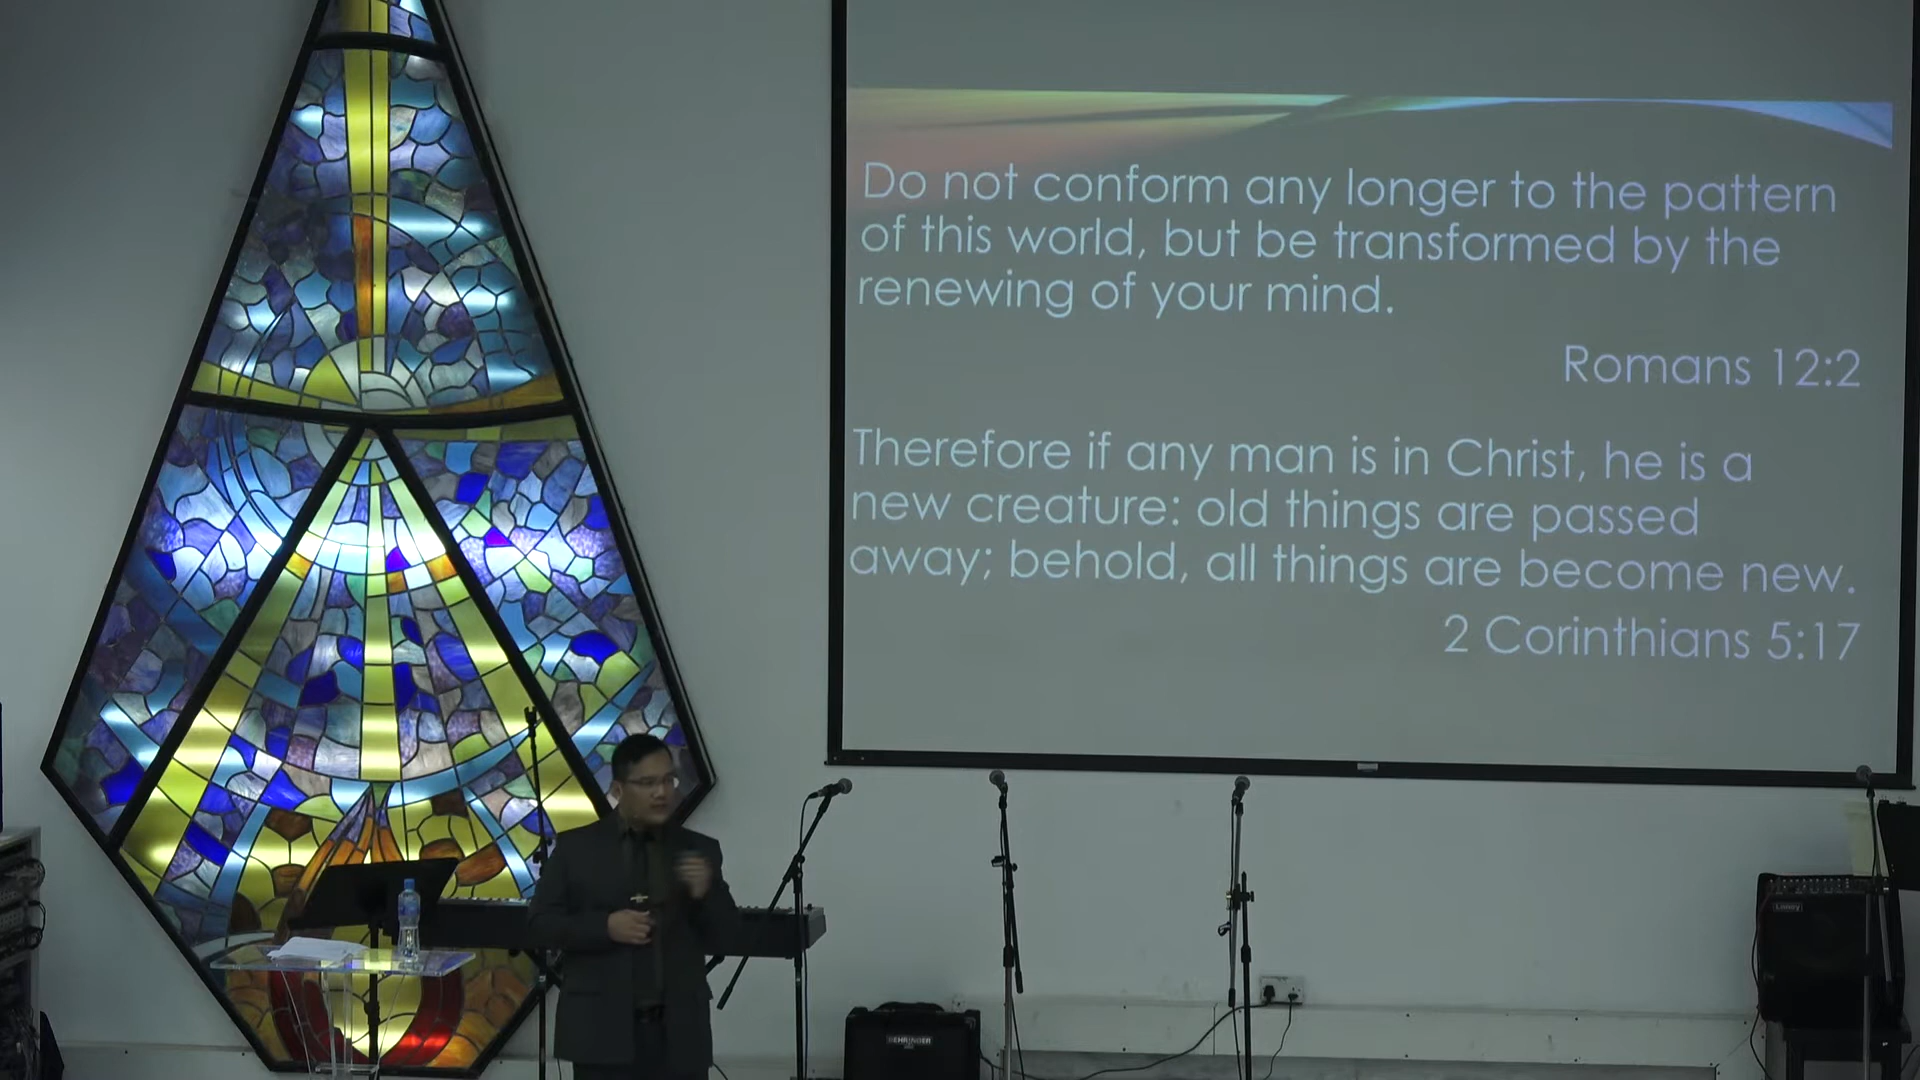 Do not conform any longer to the pattern
of this world, but be transformed by the
renewing of your mind.
Romans 12:2
Therefore if any man is in Christ, he is a
new creature: old things are passed
away; behold, all things are become new.
2 Corinthians 5:17
Laney
BEHRINGER